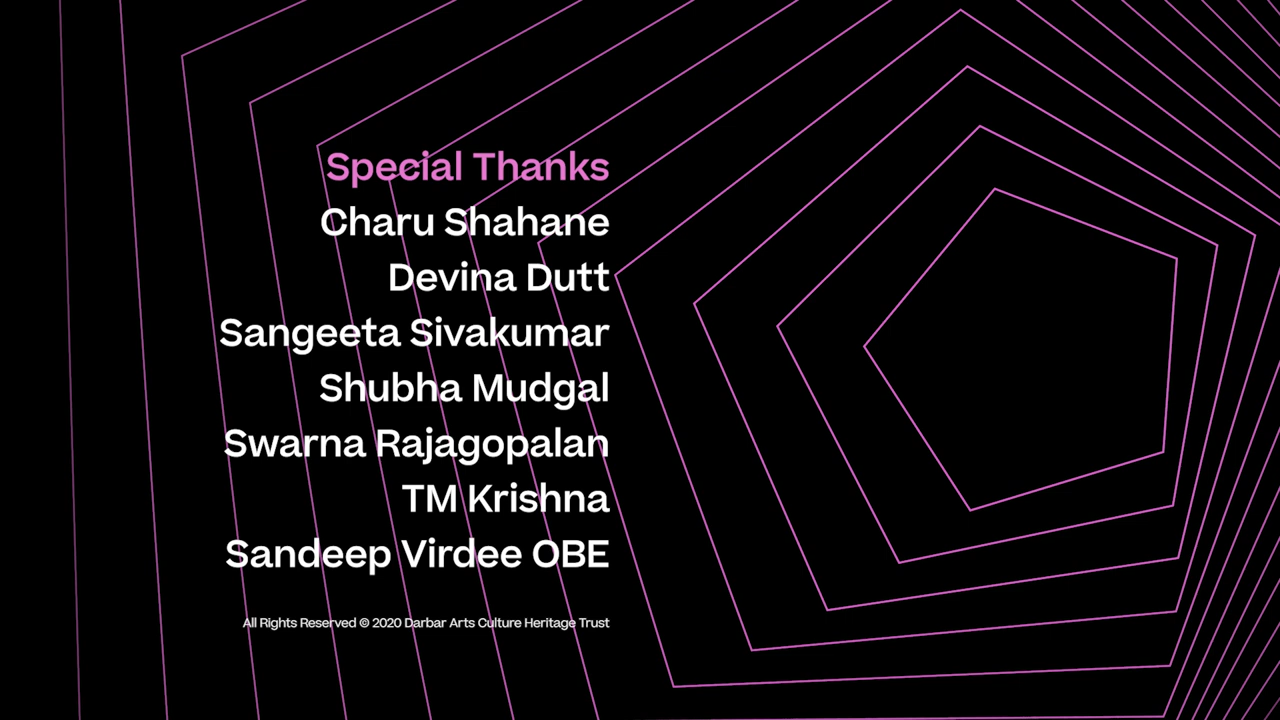 Special Thanks
Charu Shahane
Devina Dutt
Sangeeta Sivakumar
Shubha Mudgal
Swarna Rajagopalan
TM Krishna
Sandeep Virdee OBE
All Rights Reserved © 2020 Darbar Arts Culture Heritage Trust